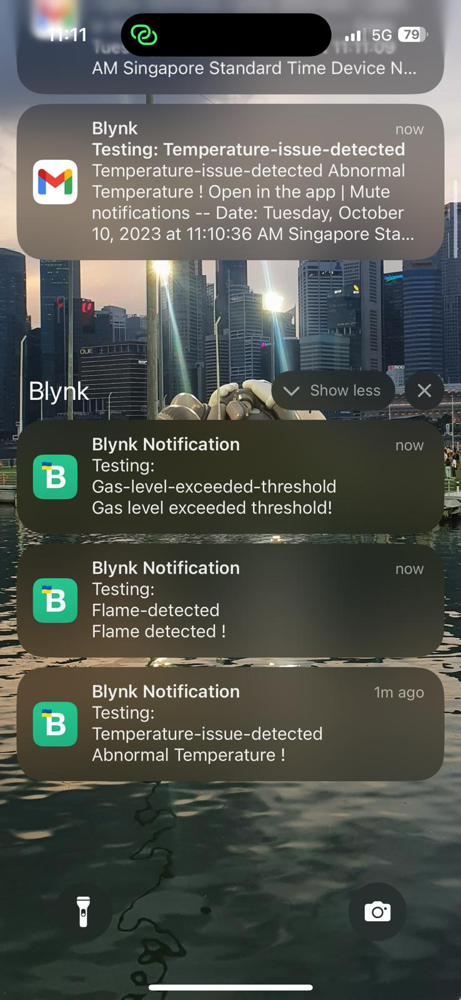 11:11
5G
79
Tues 11:11:09
AM Singapore Standard Time Device N...
Blynk
now
Testing: Temperature-issue-detected
Temperature-issue-detected Abnormal
Temperature ! Open in the app | Mute
notifications -- Date: Tuesday, October
10, 2023 at 11:10:36 AM Singapore Sta...
OUE
Blynk
Show less
Blynk Notification
now
Testing:
Gas-level-exceeded-threshold
Gas level exceeded threshold!
Blynk Notification
now
Testing:
Flame-detected
Flame detected !
Blynk Notification
1m ago
Testing:
Temperature-issue-detected
Abnormal Temperature !